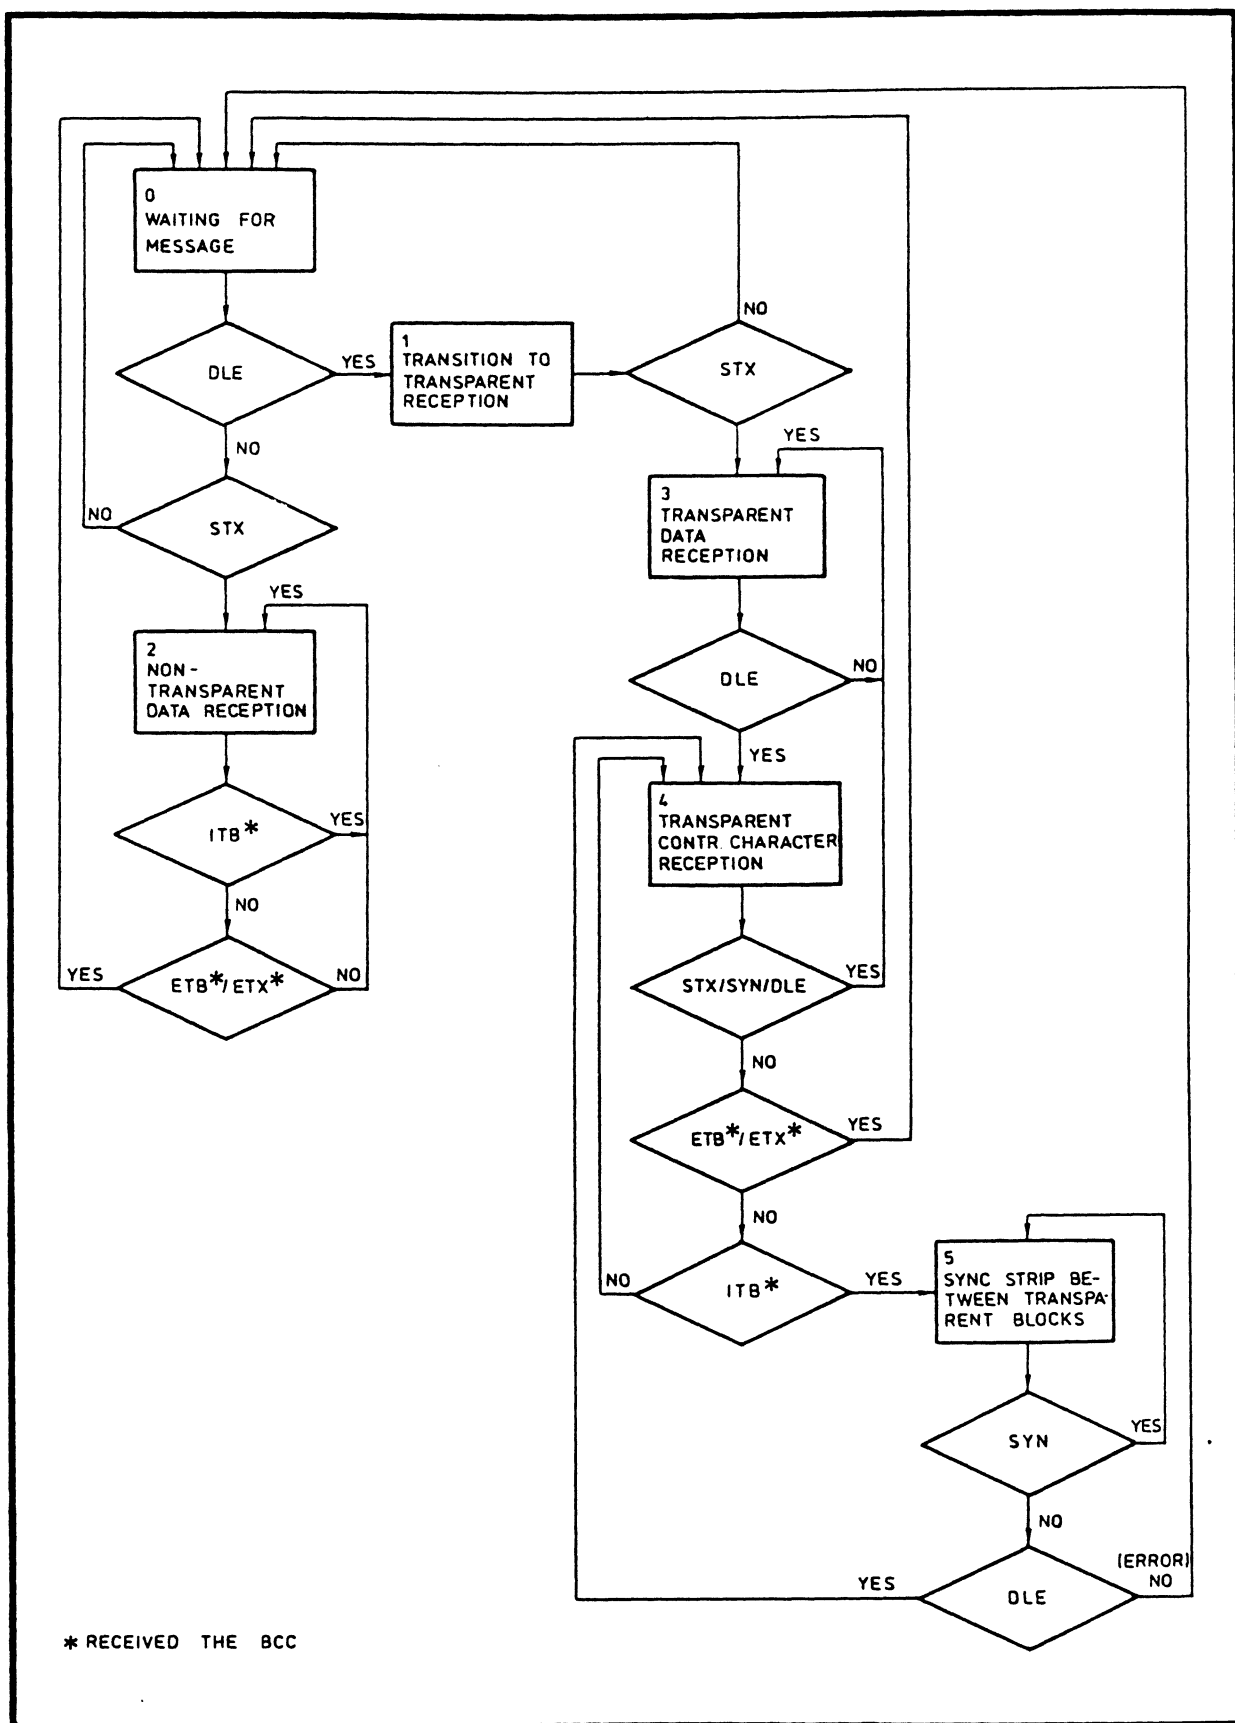 0
WAITING FOR
MESSAGE
DLE
YES
1
TRANSITION TO
TRANSPARENT
RECEPTION
STX
NO
NO
STX
NO
YES
2
NON-
TRANSPARENT
DATA RECEPTION
ITB*
YES
NO
ETB*/ETX*
YES
NO
YES
3
TRANSPARENT
DATA
RECEPTION
DLE
NO
YES
4
TRANSPARENT
CONTR. CHARACTER
RECEPTION
STX/SYN/DLE
YES
NO
ETB*/ETX*
YES
NO
ITB*
NO
YES
5
SYNC STRIP BE-
TWEEN TRANSPA-
RENT BLOCKS
SYN
YES
NO
DLE
YES
(ERROR)
NO
* RECEIVED THE BCC